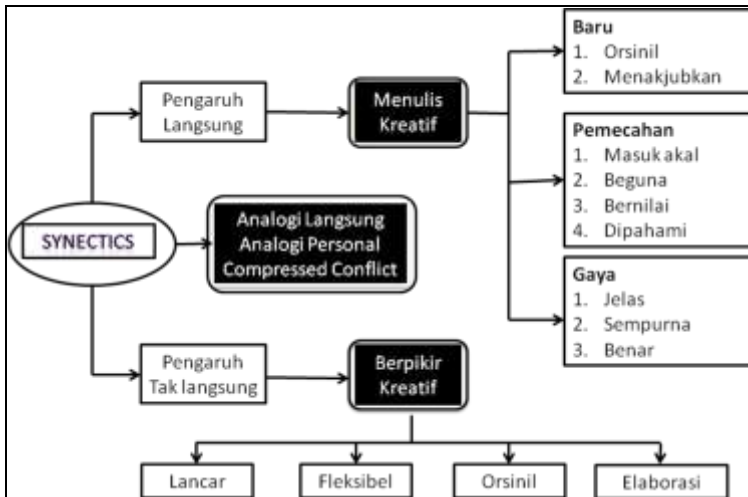 Pengaruh
Langsung
Menulis
Kreatif
Baru
1. Orsinil
2. Menakjubkan
Pemecahan
1. Masuk akal
2. Beguna
3. Bernilai
4. Dipahami
Gaya
1. Jelas
2. Sempurna
3. Benar
SYNECTICS
Analogi Langsung
Analogi Personal
Compressed Conflict
Pengaruh
Tak langsung
Berpikir
Kreatif
Lancar
Fleksibel
Orsinil
Elaborasi